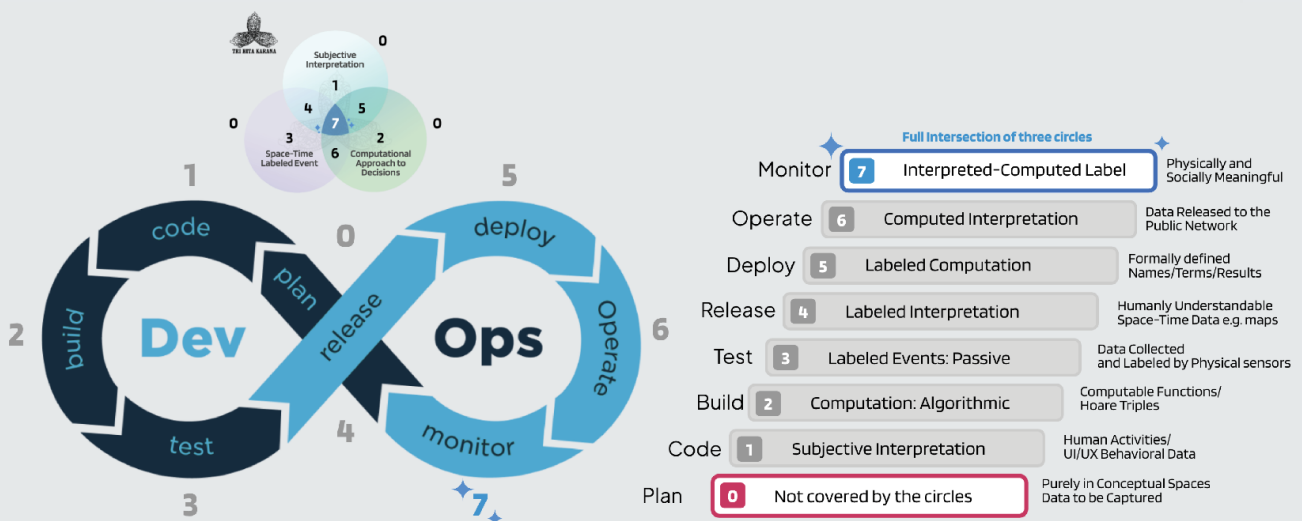 TRI HITA KARANA
0
Subjective
Interpretation
1
4
5
7
0
0
3
2
Space-Time
Labeled Event
6
Computational
Approach to
Decisions
1
5
0
code
deploy
plan
release
build
Dev
Ops
Operate
2
6
test
monitor
4
3
7
Full Intersection of three circles
Monitor
7
Interpreted-Computed Label
Physically and
Socially Meaningful
Operate
6
Computed Interpretation
Data Released to the
Public Network
Deploy
5
Labeled Computation
Formally defined
Names/Terms/Results
Release
4
Labeled Interpretation
Humanly Understandable
Space-Time Data e.g. maps
Test
3
Labeled Events: Passive
Data Collected
and Labeled by Physical sensors
Build
2
Computation: Algorithmic
Computable Functions/
Hoare Triples
Code
1
Subjective Interpretation
Human Activities/
UI/UX Behavioral Data
Plan
0
Not covered by the circles
Purely in Conceptual Spaces
Data to be Captured